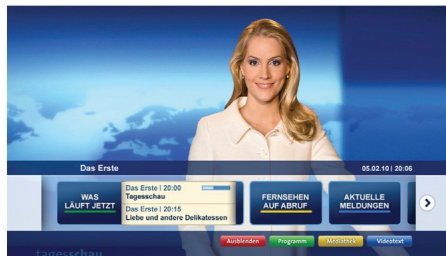 Das Erste
05.02.10 | 20:06
WAS
LÄUFT JETZT
Das Erste | 20:00
Tagesschau
Das Erste | 20:15
Liebe und andere Delikatessen
FERNSEHEN
AUF ABRUF
AKTUELLE
MELDUNGEN
Ausblenden
Programm
Mediathek
Videotext
tagesschau